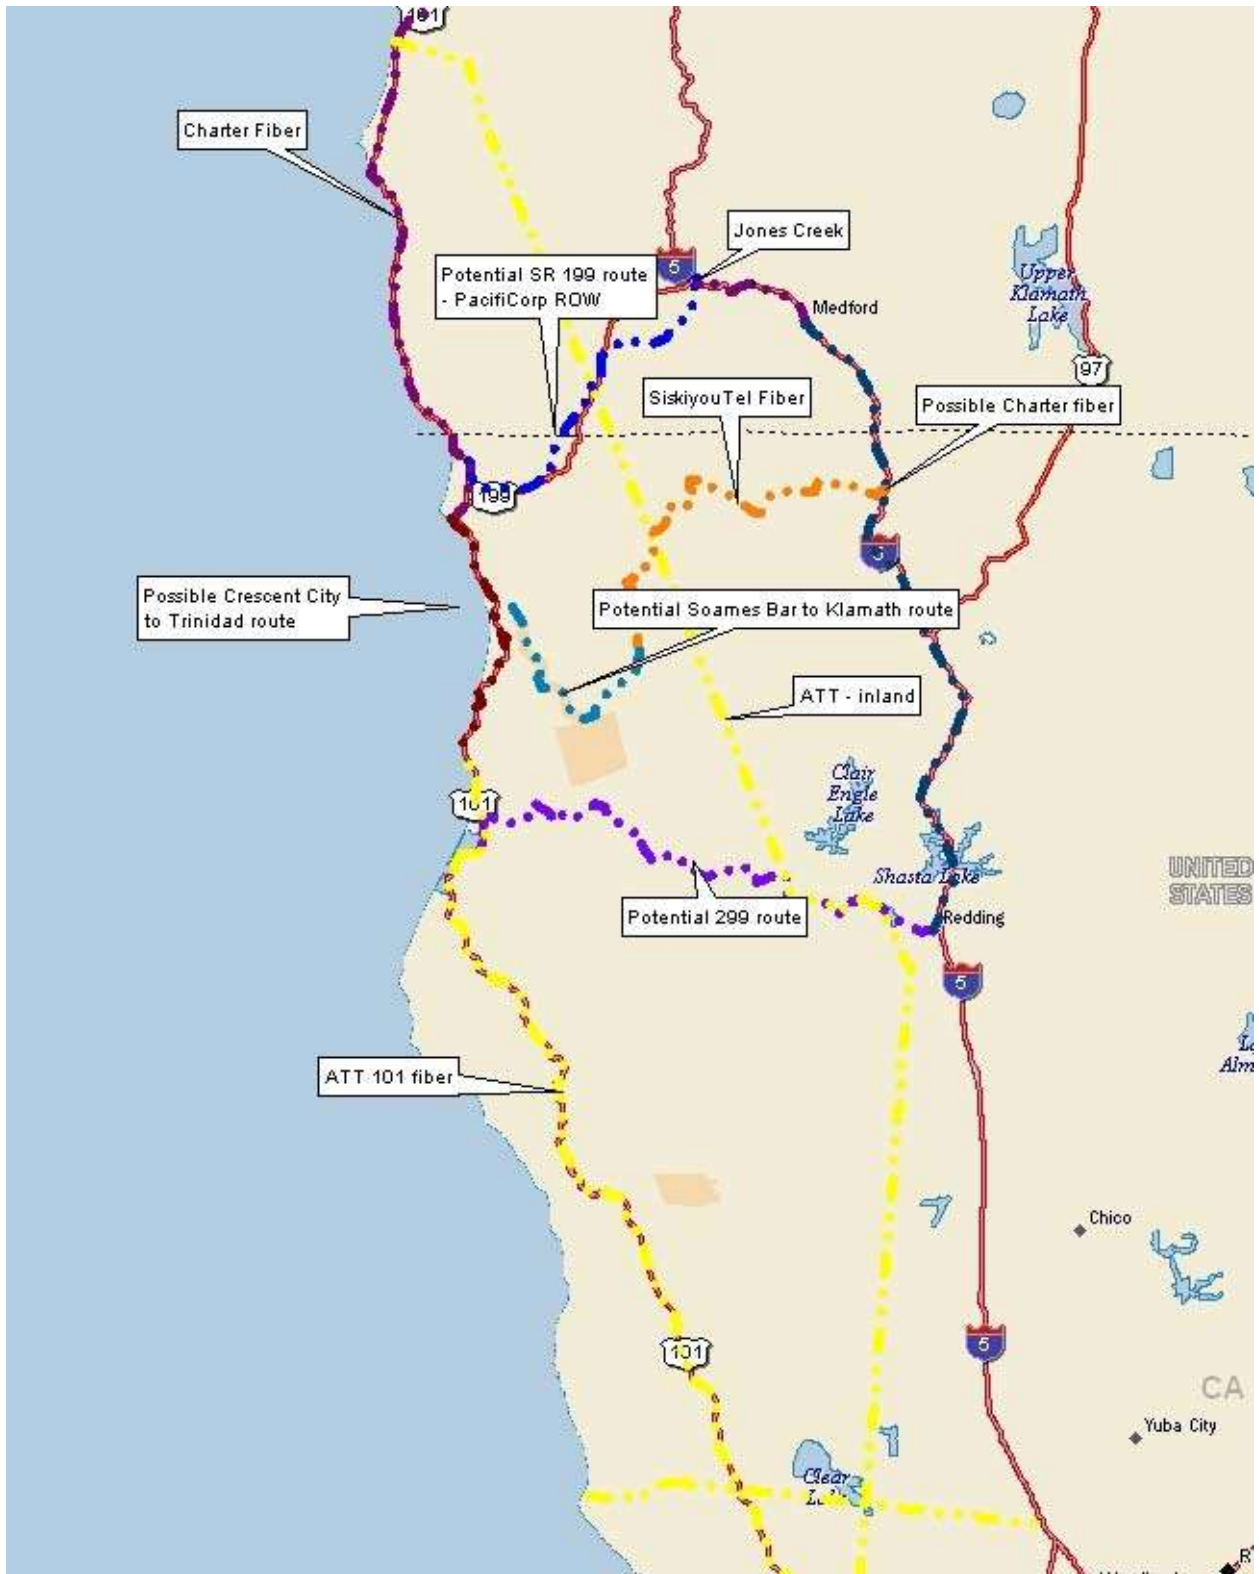 101
Charter Fiber
Jones Creek
5
Potential SR 199 route
- PacifiCorp ROW
Upper
Klamath
Lake
Medford
97
SiskiyouTel Fiber
Possible Charter fiber
199
5
Possible Crescent City
to Trinidad route
Potential Soames Bar to Klamath route
ATT - inland
Clair
Engle
Lake
101
Shasta Lake
UNITED
STATES
Potential 299 route
Redding
5
ATT 101 fiber
Chico
5
101
CA
Yuba City
Clear